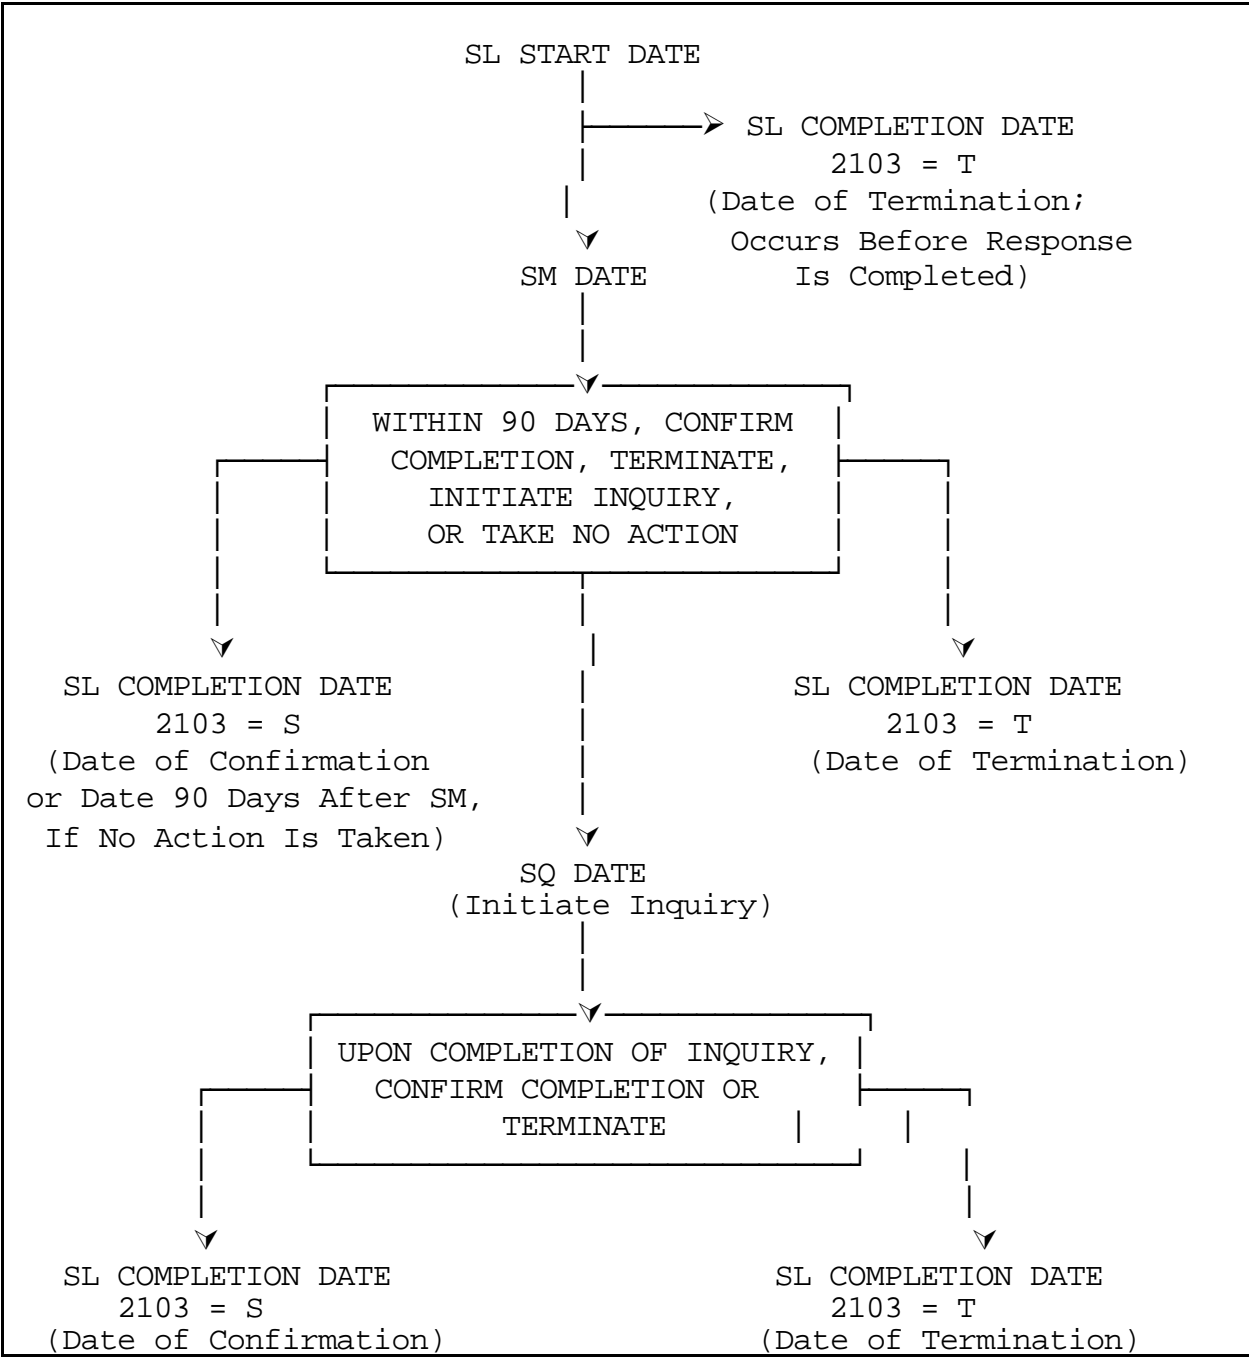 SL START DATE
SL COMPLETION DATE
2103 = T
(Date of Termination;
Occurs Before Response
Is Completed)
SM DATE
WITHIN 90 DAYS, CONFIRM
COMPLETION, TERMINATE,
INITIATE INQUIRY,
OR TAKE NO ACTION
SL COMPLETION DATE
2103 = S
(Date of Confirmation
or Date 90 Days After SM,
If No Action Is Taken)
SL COMPLETION DATE
2103 = T
(Date of Termination)
SQ DATE
(Initiate Inquiry)
UPON COMPLETION OF INQUIRY,
CONFIRM COMPLETION OR
TERMINATE
SL COMPLETION DATE
2103 = S
(Date of Confirmation)
SL COMPLETION DATE
2103 = T
(Date of Termination)